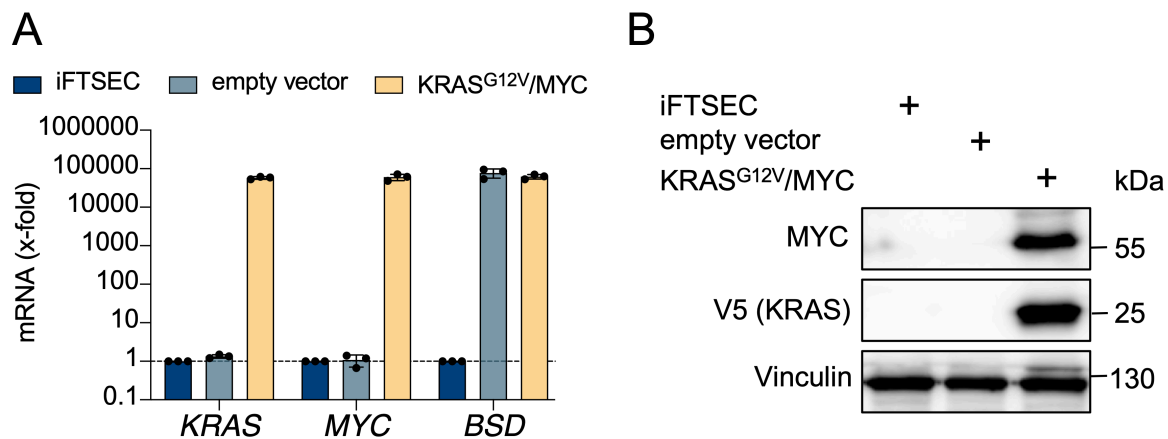 A
iFTSEC empty vector KRASG12V/MYC
mRNA (x-fold)
1000000
100000
10000
1000
100
10
1
0.1
KRAS MYC BSD
B
iFTSEC +
empty vector +
KRASG12V/MYC + kDa
MYC 55
V5 (KRAS) 25
Vinculin 130